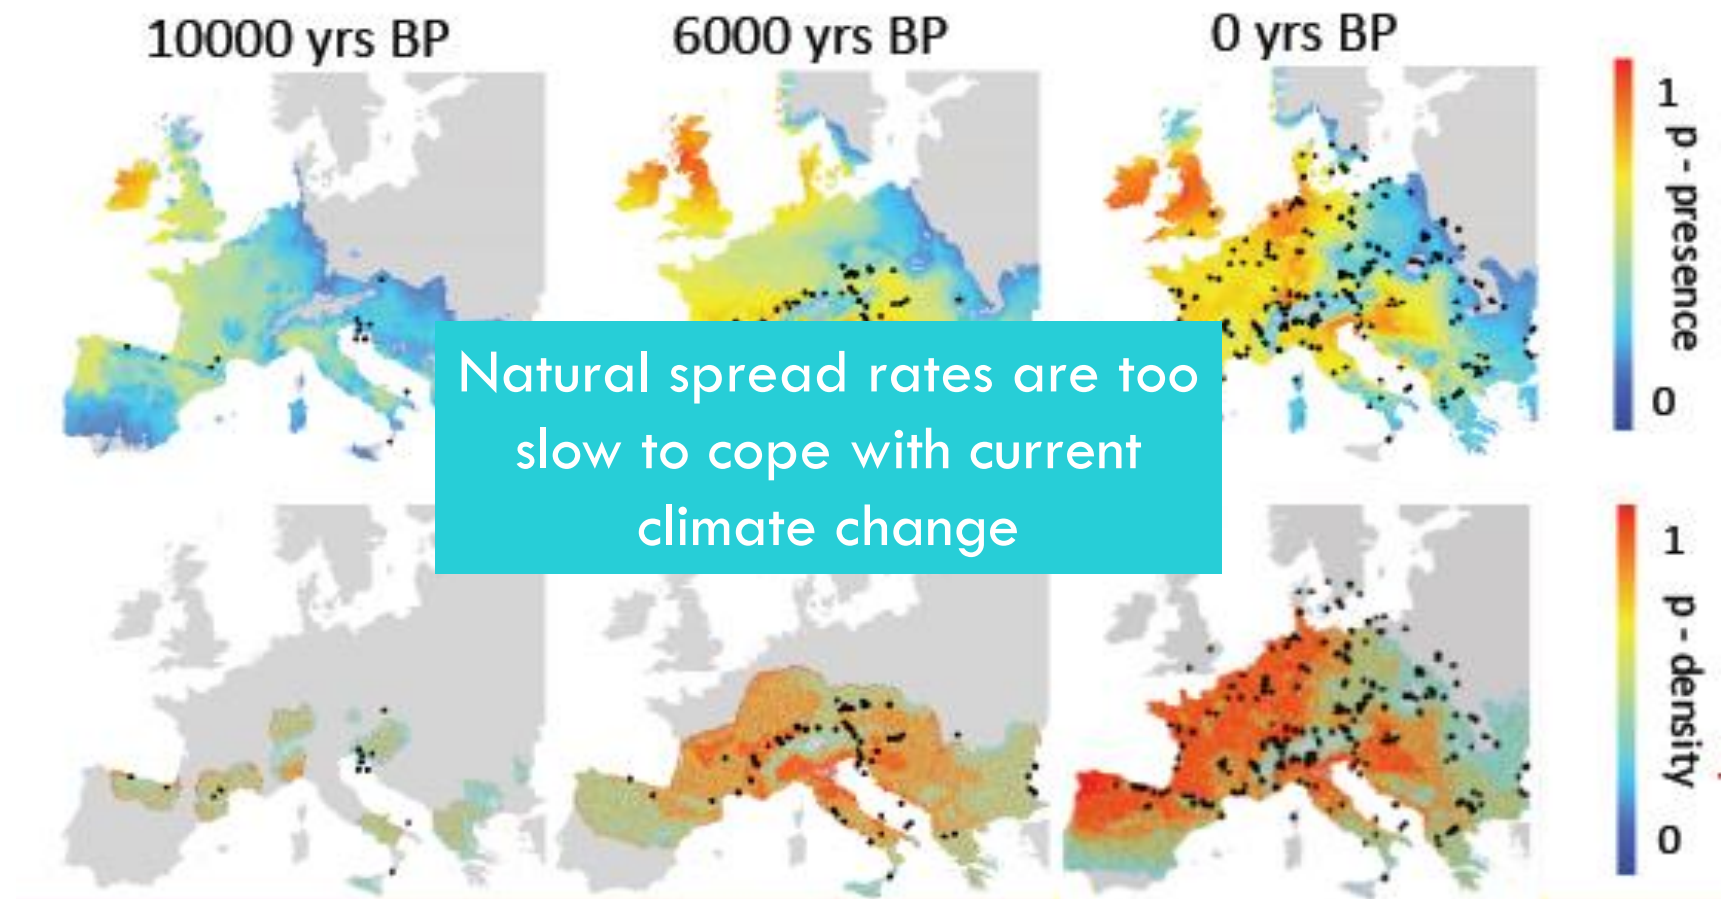 10000 yrs BP
6000 yrs BP
0 yrs BP
1
p - presence
0
Natural spread rates are too
slow to cope with current
climate change
1
p - density
0